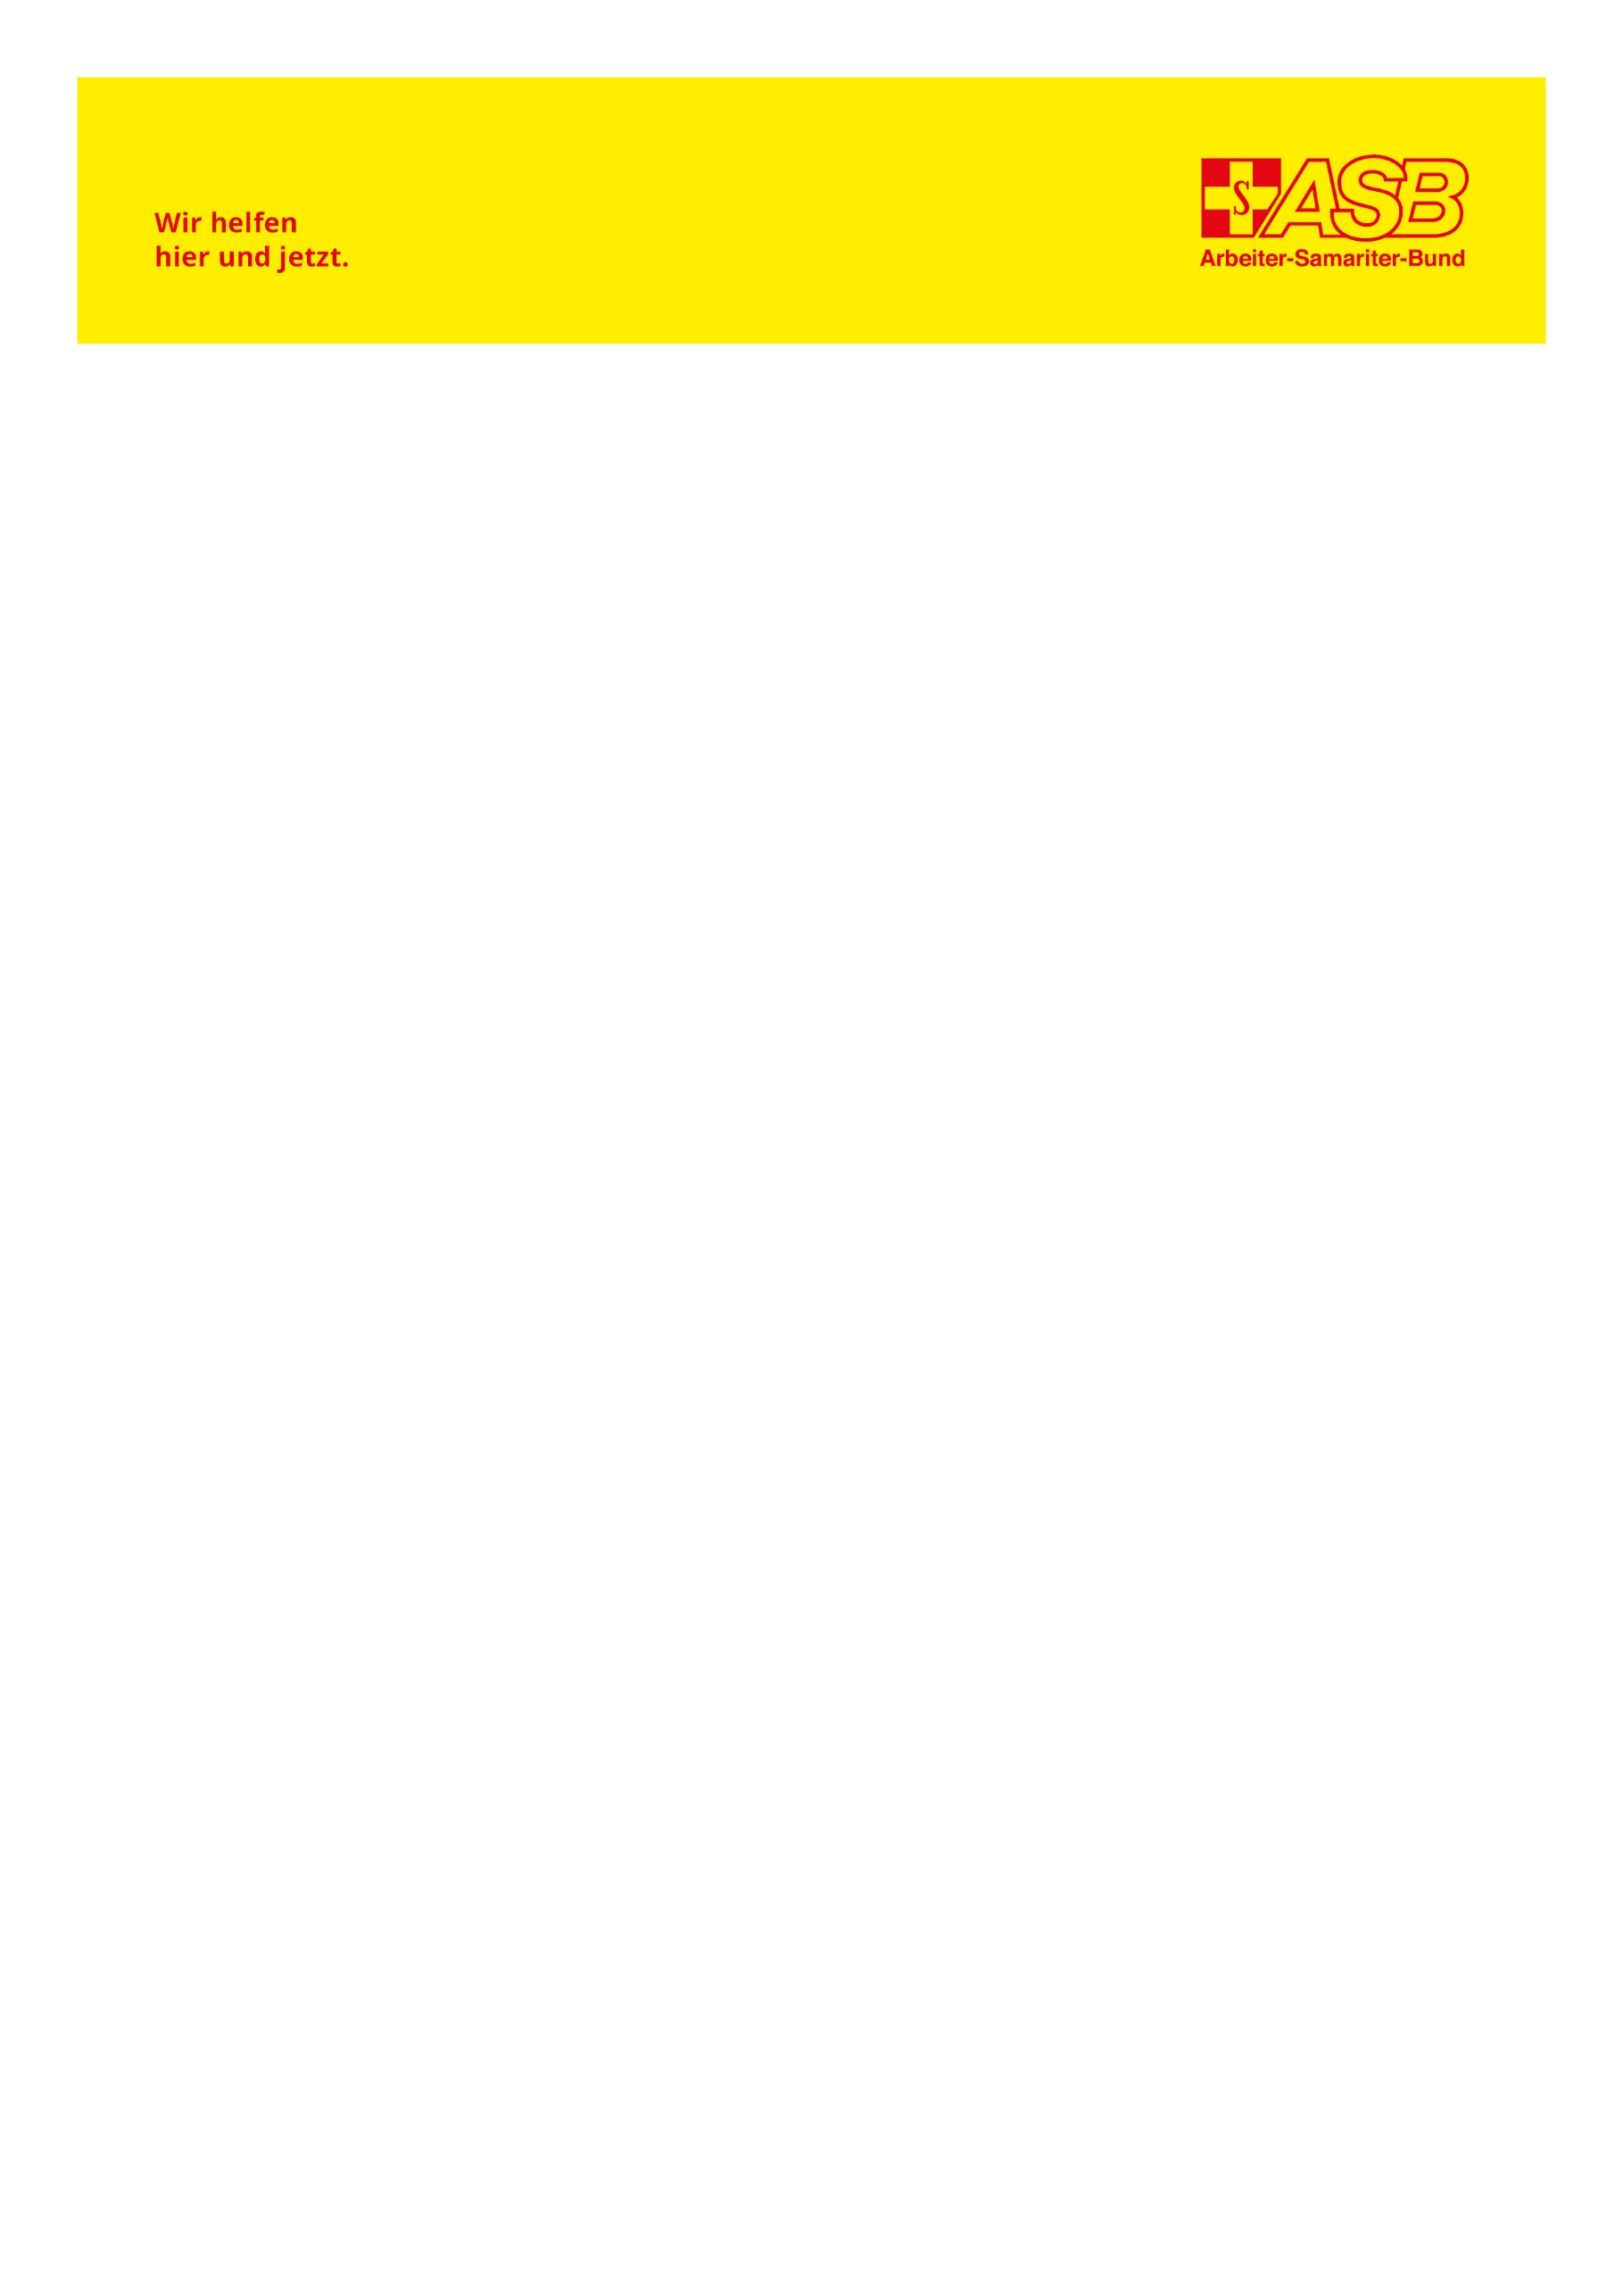 Wir helfen
hier und jetzt.
S ASB
Arbeiter-Samariter-Bund